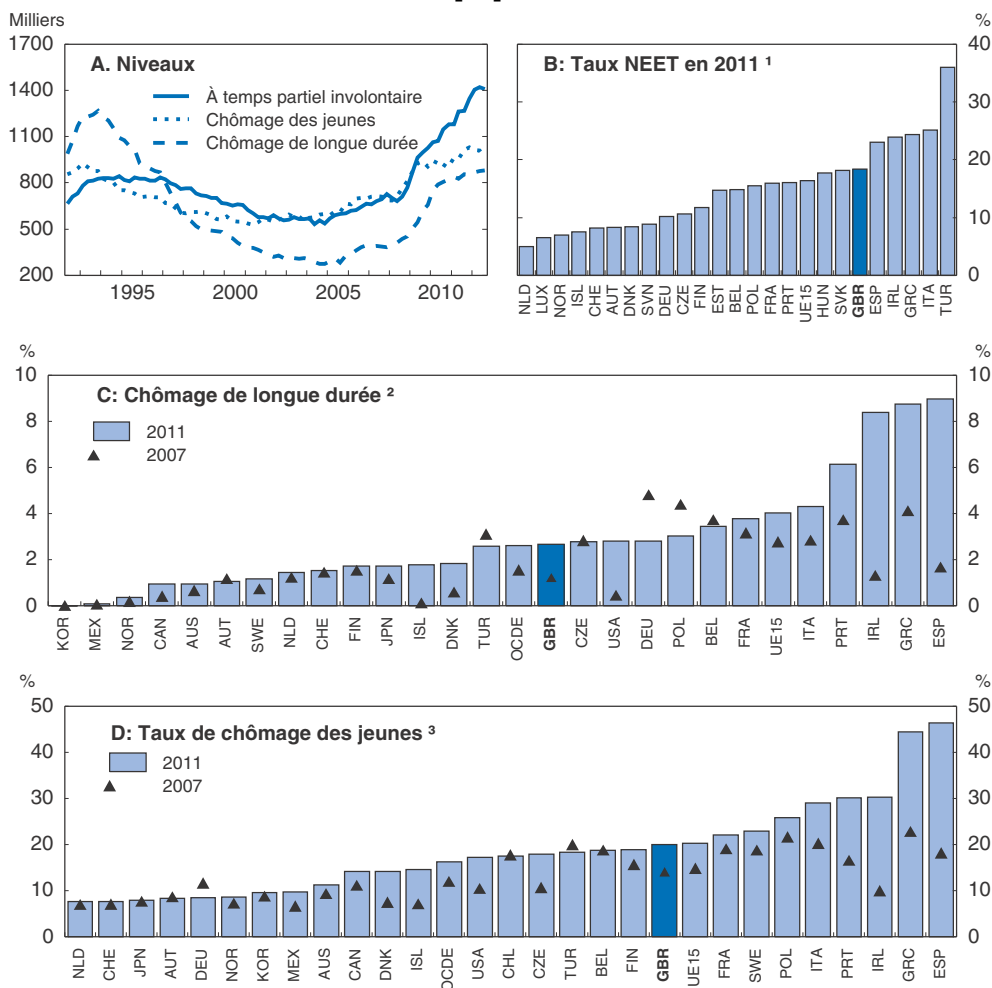 Milliers
%
1700
1400
1100
800
500
200
A. Niveaux
À temps partiel involontaire
Chômage des jeunes
Chômage de longue durée
1995 2000 2005 2010
B: Taux NEET en 2011 ¹
40
30
20
10
0
NLD LUX NOR ISL CHE AUT DNK SVN DEU CZE FIN EST BEL POL FRA PRT UE15 HUN SVK GBR ESP IRL GRC ITA TUR
% %
10 10
8 8
6 6
4 4
2 2
0 0
C: Chômage de longue durée ²
2011
2007
KOR MEX NOR CAN AUS AUT SWE NLD CHE FIN JPN ISL DNK TUR OCDE GBR CZE USA DEU POL BEL FRA UE15 ITA PRT IRL GRC ESP
% %
50 50
40 40
30 30
20 20
10 10
0 0
D: Taux de chômage des jeunes ³
2011
2007
NLD CHE JPN AUT DEU NOR KOR MEX AUS CAN DNK ISL OCDE USA CHL CZE TUR BEL FIN GBR UE15 FRA SWE POL ITA PRT IRL GRC ESP